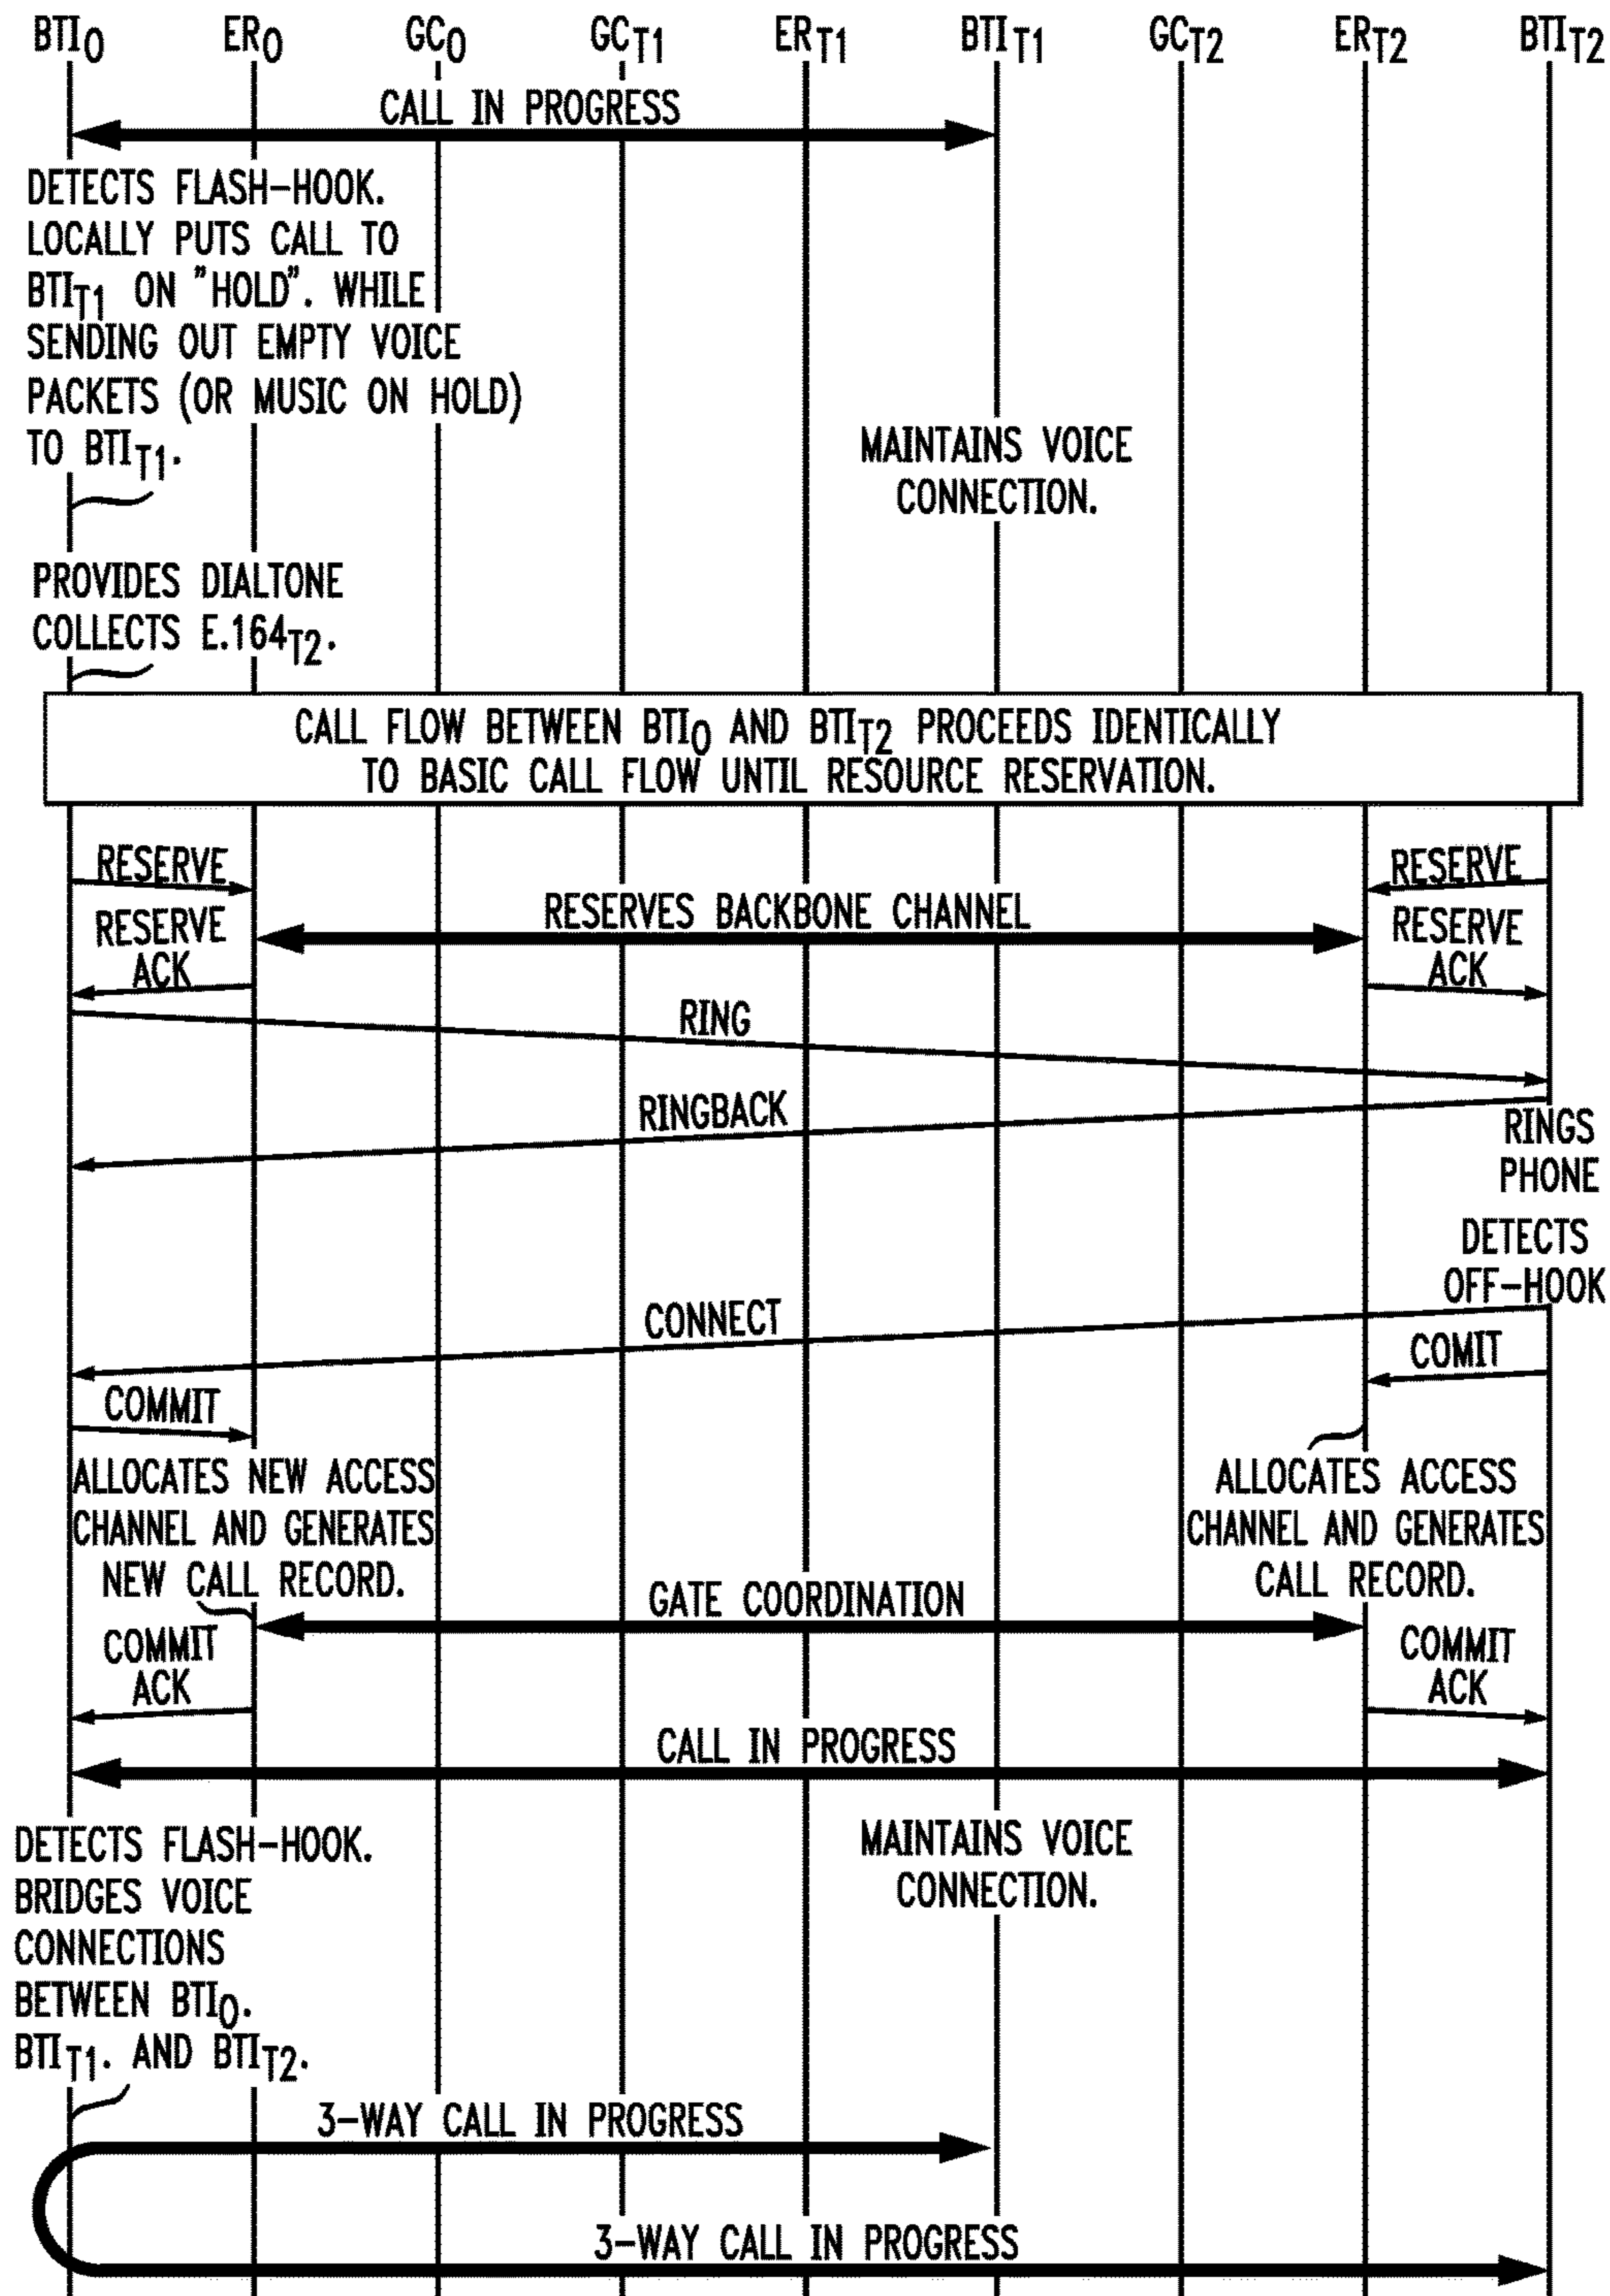 BTIO ERO GCO GCT1 ERT1 BTIT1 GCT2 ERT2 BTIT2
CALL IN PROGRESS
DETECTS FLASH-HOOK.
LOCALLY PUTS CALL TO
BTIT1 ON "HOLD". WHILE
SENDING OUT EMPTY VOICE
PACKETS (OR MUSIC ON HOLD)
TO BTIT1.
MAINTAINS VOICE
CONNECTION.
PROVIDES DIALTONE
COLLECTS E.164T2.
CALL FLOW BETWEEN BTIO AND BTIT2 PROCEEDS IDENTICALLY
TO BASIC CALL FLOW UNTIL RESOURCE RESERVATION.
RESERVE
RESERVE
RESERVES BACKBONE CHANNEL
RESERVE
ACK
RESERVE
ACK
RING
RINGBACK
RINGS
PHONE
DETECTS
OFF-HOOK
CONNECT
COMIT
COMMIT
ALLOCATES NEW ACCESS
CHANNEL AND GENERATES
NEW CALL RECORD.
ALLOCATES ACCESS
CHANNEL AND GENERATES
CALL RECORD.
GATE COORDINATION
COMMIT
ACK
COMMIT
ACK
CALL IN PROGRESS
DETECTS FLASH-HOOK.
BRIDGES VOICE
CONNECTIONS
BETWEEN BTIO.
BTIT1. AND BTIT2.
MAINTAINS VOICE
CONNECTION.
3-WAY CALL IN PROGRESS
3-WAY CALL IN PROGRESS